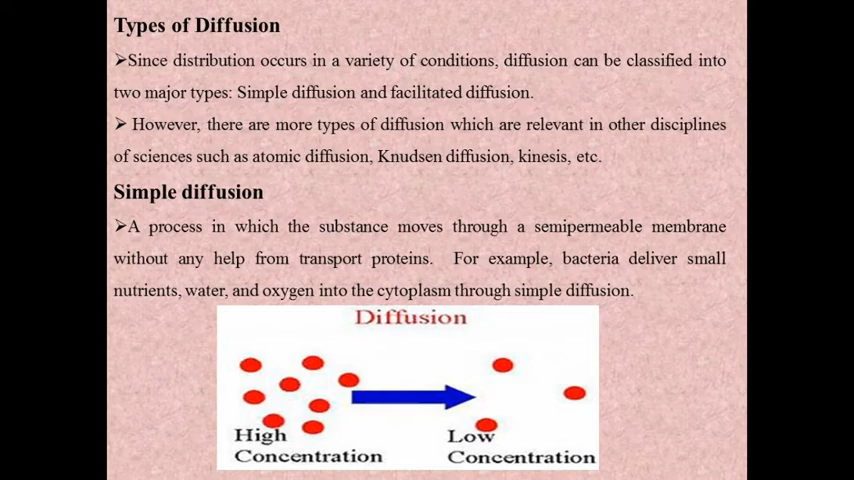 Types of Diffusion
➢Since distribution occurs in a variety of conditions, diffusion can be classified into
two major types: Simple diffusion and facilitated diffusion.
➢ However, there are more types of diffusion which are relevant in other disciplines
of sciences such as atomic diffusion, Knudsen diffusion, kinesis, etc.
Simple diffusion
➢A process in which the substance moves through a semipermeable membrane
without any help from transport proteins. For example, bacteria deliver small
nutrients, water, and oxygen into the cytoplasm through simple diffusion.
Diffusion
High
Concentration
Low
Concentration